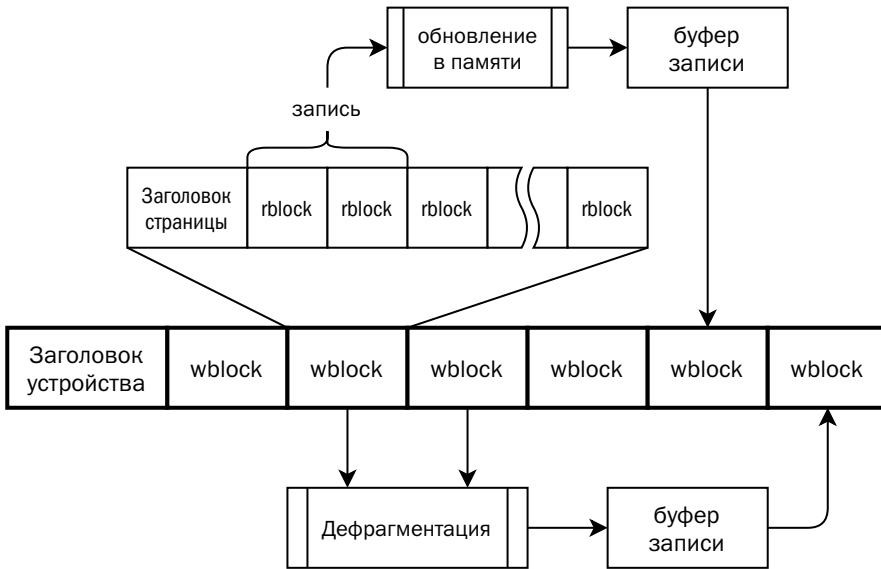 обновление
в памяти
буфер
записи
запись
Заголовок
страницы
rblock
rblock
rblock
rblock
Заголовок
устройства
wblock
wblock
wblock
wblock
wblock
wblock
Дефрагментация
буфер
записи